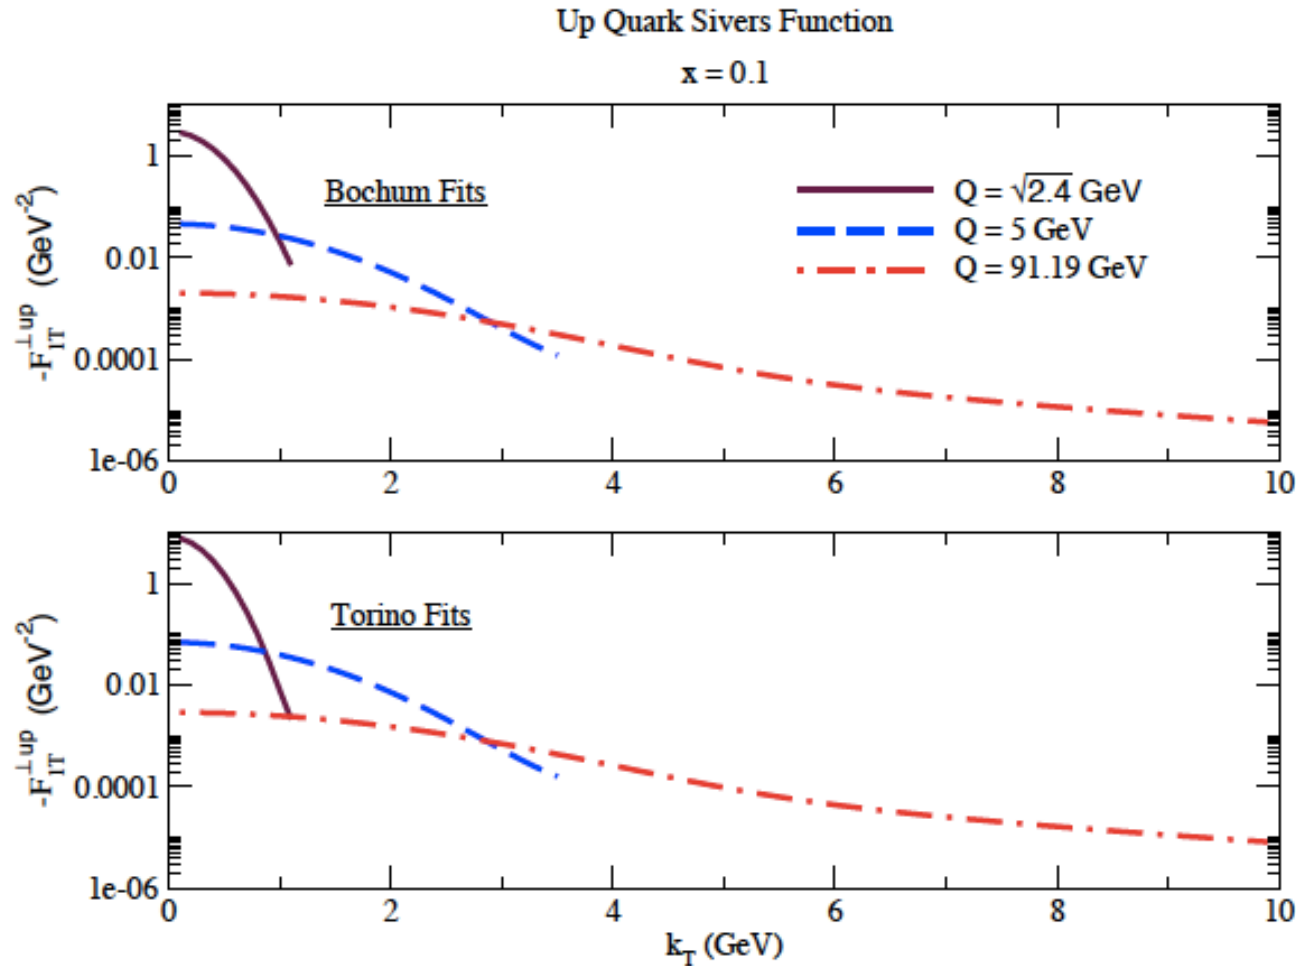 Up Quark Sivers Function
x = 0.1
1
0.01
0.0001
1e-06
-F⊥up1T (GeV-2)
Bochum Fits
Q = √2.4 GeV
Q = 5 GeV
Q = 91.19 GeV
0 2 4 6 8 10
1
0.01
0.0001
1e-06
-F⊥up1T (GeV-2)
Torino Fits
0 2 4 6 8 10
kT (GeV)